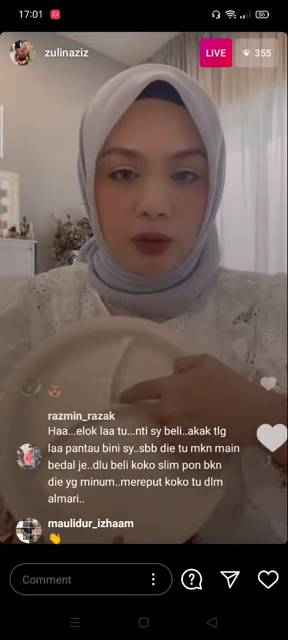 17:01
zulinaziz
LIVE
355
razmin_razak
Haa...elok laa tu...nti sy beli..akak tlg
laa pantau bini sy..sbb die tu mkn main
bedal je..dlu beli koko slim pon bkn
die yg minum..mereput koko tu dlm
almari..
maulidur_izhaam
👏
Comment